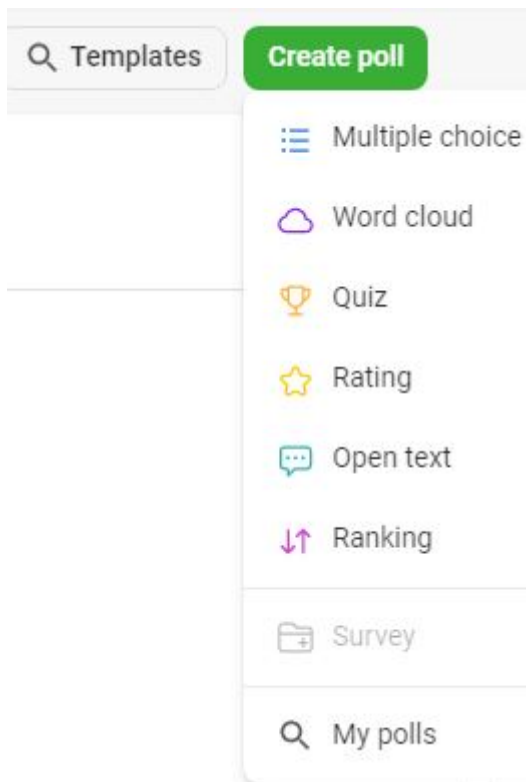 Templates
Create poll
Multiple choice
Word cloud
Quiz
Rating
Open text
Ranking
Survey
My polls